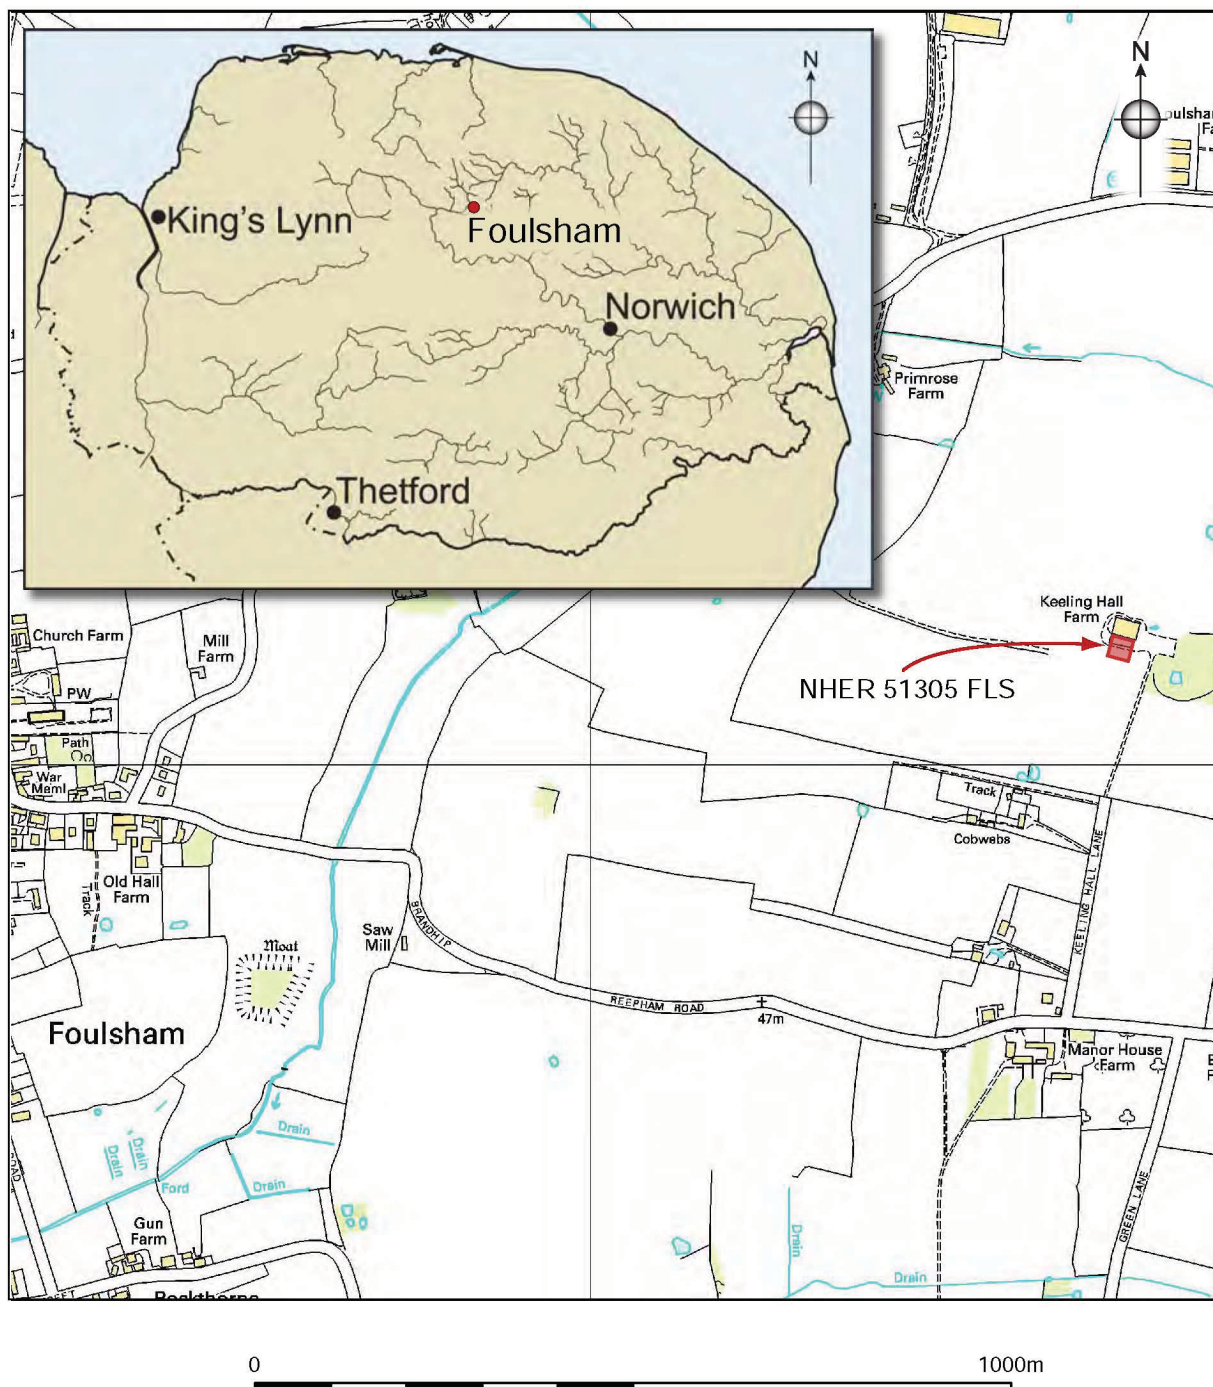 N
King's Lynn
Foulsham
Norwich
Thetford
N
Primrose
Farm
Keeling Hall
Farm
NHER 51305 FLS
Church Farm
Mill
Farm
PW
Path
War
Meml
Track
Cobwebs
KEELING HALL LANE
Old Hall
Farm
Track
Saw
Mill
BRANDHIP
Moat
REEPHAM ROAD
47m
Foulsham
Manor House
Farm
Drain
Drain
Drain
Drain
Ford
Gun
Farm
Drain
Drain
GREEN LANE
0
1000m